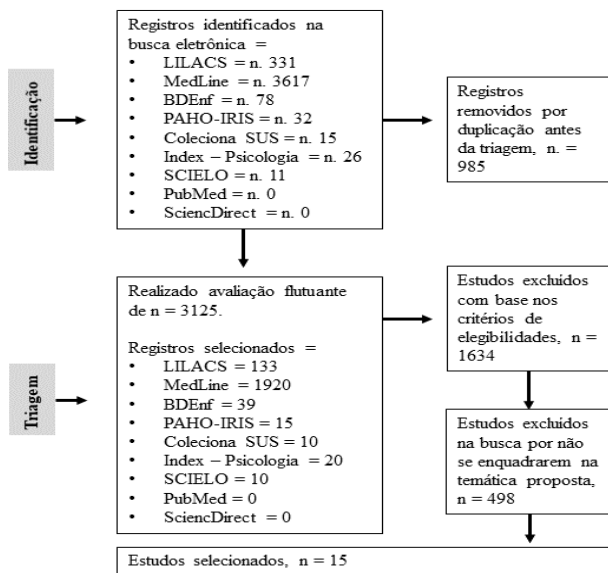 Identificação
Registros identificados na
busca eletrônica =
• LILACS = n. 331
• MedLine = n. 3617
• BDEnf = n. 78
• PAHO-IRIS = n. 32
• Coleciona SUS = n. 15
• Index – Psicologia = n. 26
• SCIELO = n. 11
• PubMed = n. 0
• SciencDirect = n. 0
Registros
removidos por
duplicação antes
da triagem, n. =
985
Triagem
Realizado avaliação flutuante
de n = 3125.
Registros selecionados =
• LILACS = 133
• MedLine = 1920
• BDEnf = 39
• PAHO-IRIS = 15
• Coleciona SUS = 10
• Index – Psicologia = 20
• SCIELO = 10
• PubMed = 0
• SciencDirect = 0
Estudos excluídos
com base nos
critérios de
elegibilidades, n =
1634
Estudos excluídos
na busca por não
se enquadrarem na
temática proposta,
n = 498
Estudos selecionados, n = 15